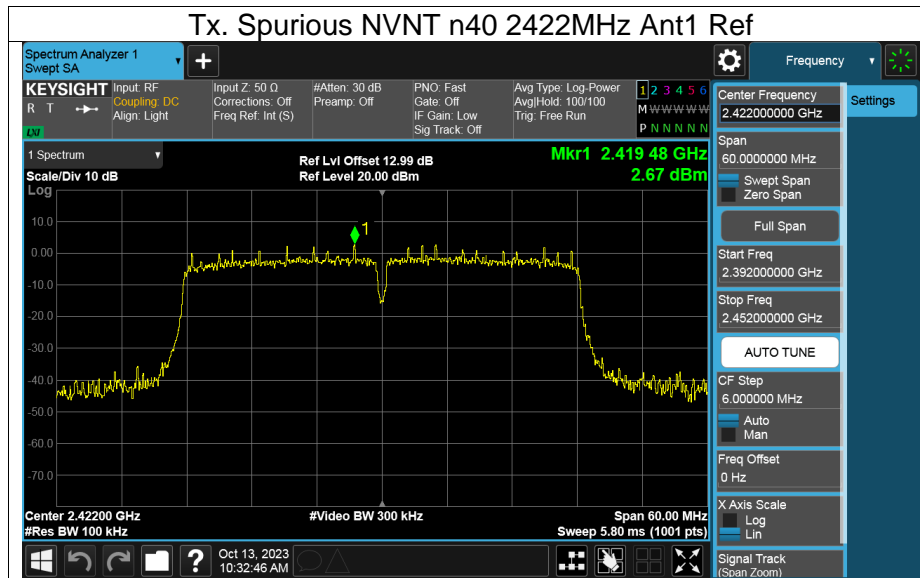 Tx. Spurious NVNT n40 2422MHz Ant1 Ref
Spectrum Analyzer 1
Swept SA
+
Frequency
KEYSIGHT
R T
LXI
Input: RF
Coupling: DC
Align: Light
Input Z: 50 Ω
Corrections: Off
Freq Ref: Int (S)
#Atten: 30 dB
Preamp: Off
PNO: Fast
Gate: Off
IF Gain: Low
Sig Track: Off
Avg Type: Log-Power
Avg|Hold: 100/100
Trig: Free Run
1 2 3 4 5 6
M W W W W W
P N N N N N
Center Frequency
2.422000000 GHz
Settings
1 Spectrum
Scale/Div 10 dB
Ref Lvl Offset 12.99 dB
Ref Level 20.00 dBm
Mkr1 2.419 48 GHz
2.67 dBm
Log
10.0
0.00
-10.0
-20.0
-30.0
-40.0
-50.0
-60.0
-70.0
1
Center 2.42200 GHz
#Res BW 100 kHz
#Video BW 300 kHz
Span 60.00 MHz
Sweep 5.80 ms (1001 pts)
Span
60.0000000 MHz
Swept Span
Zero Span
Full Span
Start Freq
2.392000000 GHz
Stop Freq
2.452000000 GHz
AUTO TUNE
CF Step
6.000000 MHz
Auto
Man
Freq Offset
0 Hz
X Axis Scale
Log
Lin
Signal Track
(Span Zoom)
?
Oct 13, 2023
10:32:46 AM